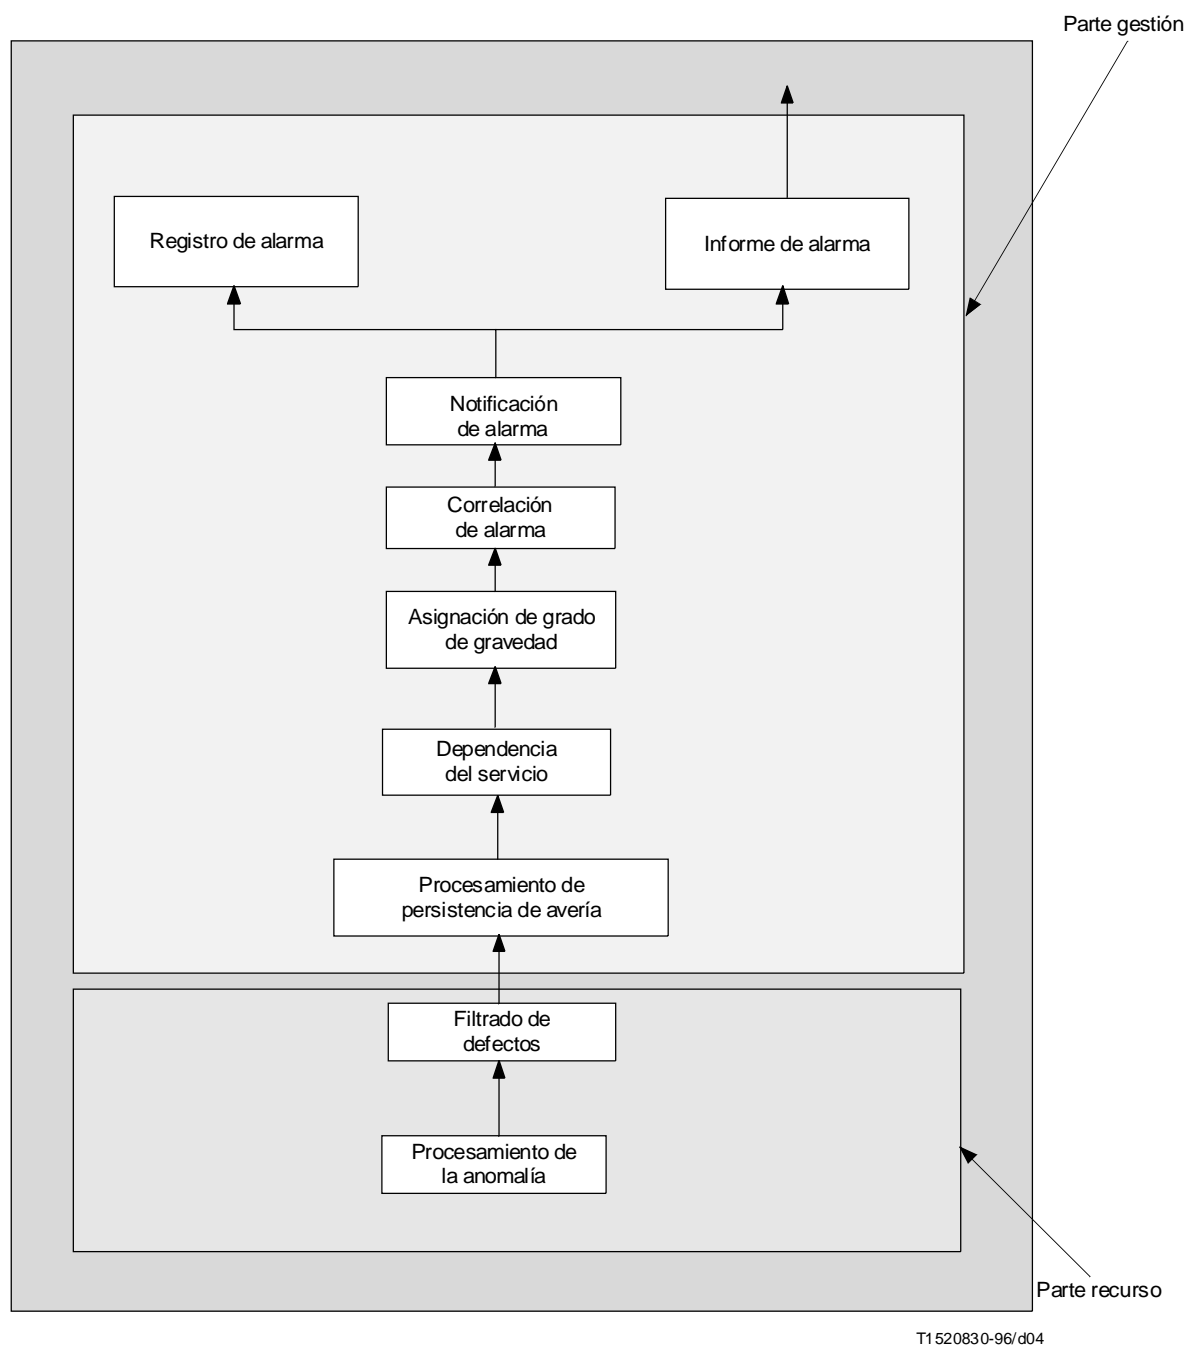 Parte gestión
Registro de alarma
Informe de alarma
Notificación
de alarma
Correlación
de alarma
Asignación de grado
de gravedad
Dependencia
del servicio
Procesamiento de
persistencia de avería
Filtrado de
defectos
Procesamiento de
la anomalía
Parte recurso
T1520830-96/d04